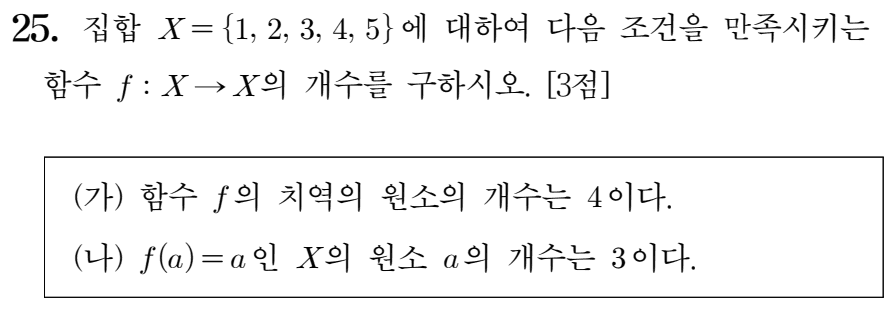 25. 집합 X={1, 2, 3, 4, 5}에 대하여 다음 조건을 만족시키는
함수 f : X→X의 개수를 구하시오. [3점]
(가) 함수 f의 치역의 원소의 개수는 4이다.
(나) f(a)=a인 X의 원소 a의 개수는 3이다.